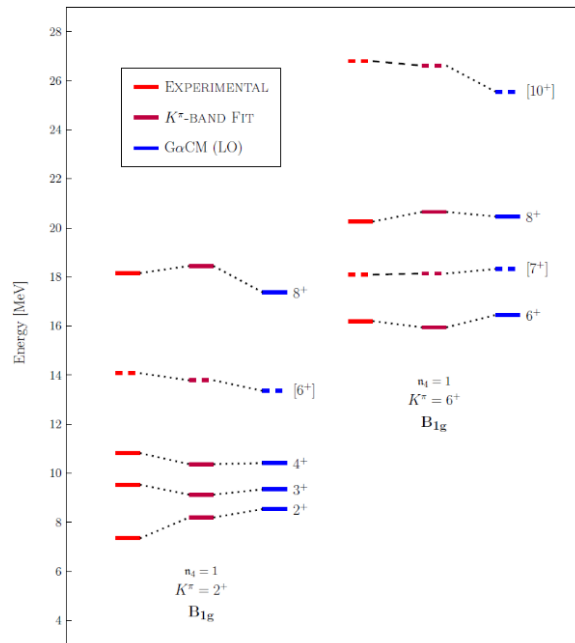 28
26
24
22
20
18
16
14
12
10
8
6
4
Energy [MeV]
EXPERIMENTAL
K^π-BAND FIT
GαCM (LO)
[10⁺]
8⁺
[7⁺]
6⁺
𝔫₄ = 1
K^π = 6⁺
B₁g
8⁺
[6⁺]
4⁺
3⁺
2⁺
𝔫₄ = 1
K^π = 2⁺
B₁g